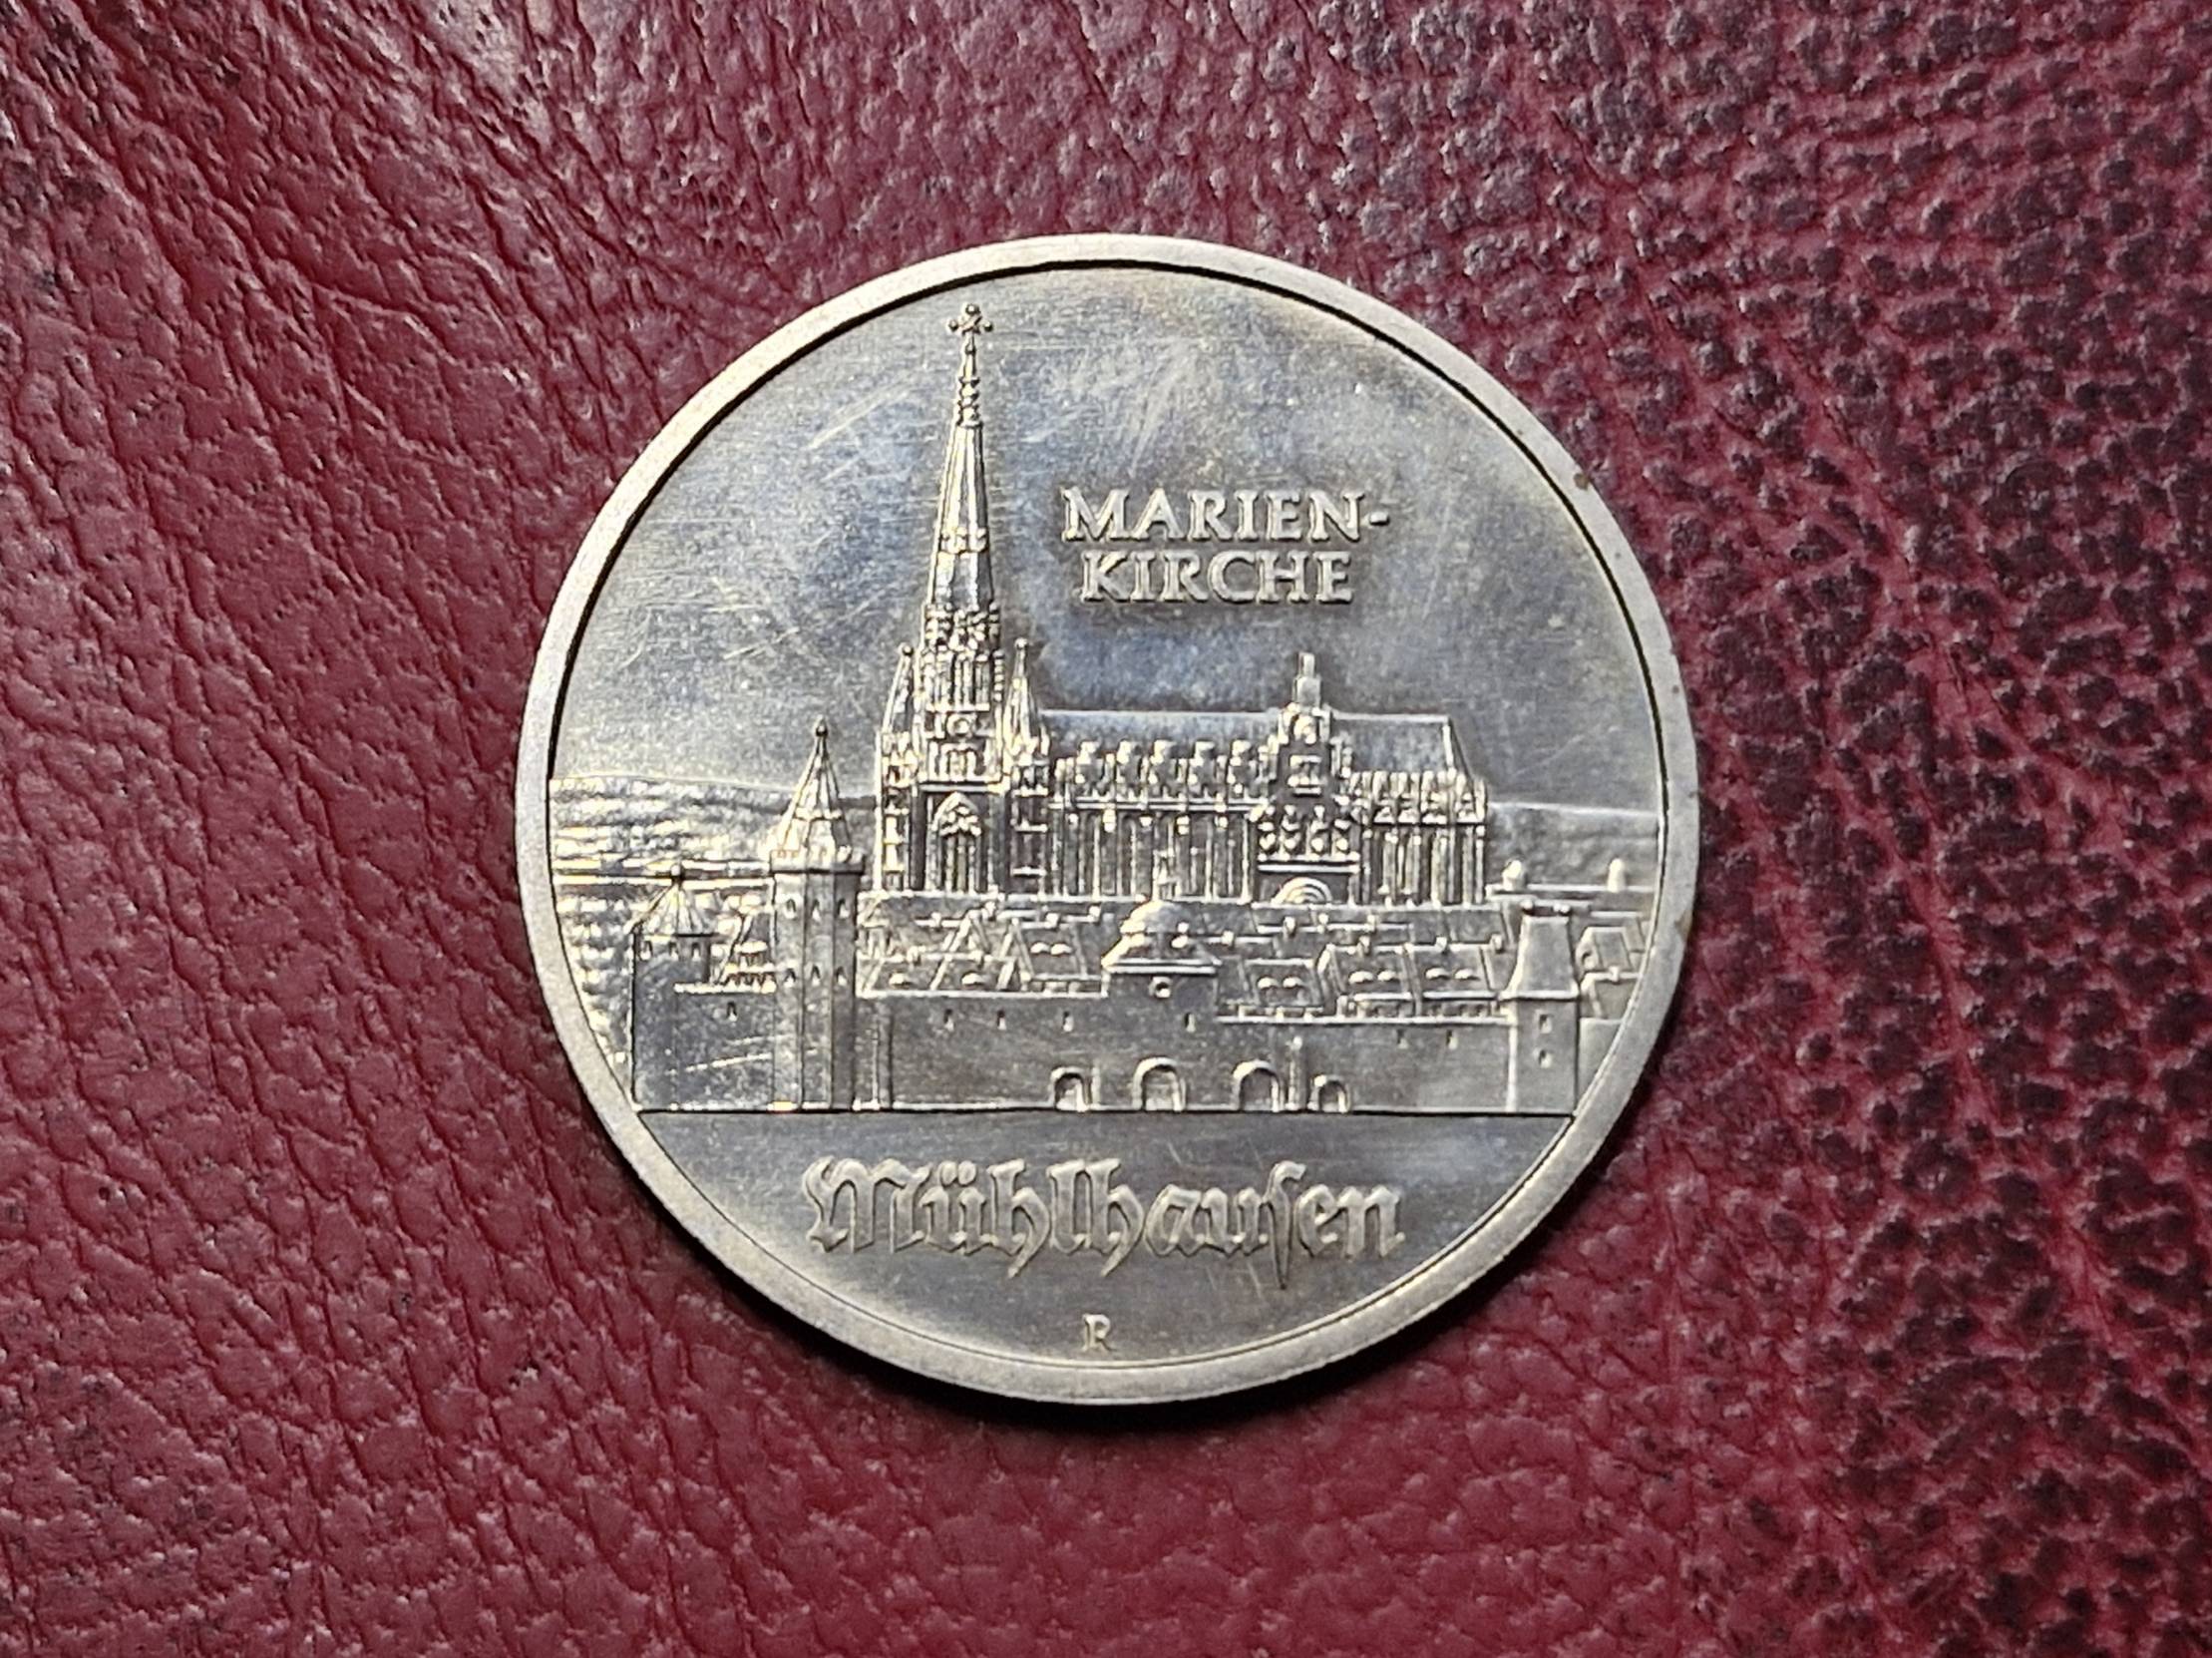 MARIEN-
KIRCHE
Mühlhauſen
R